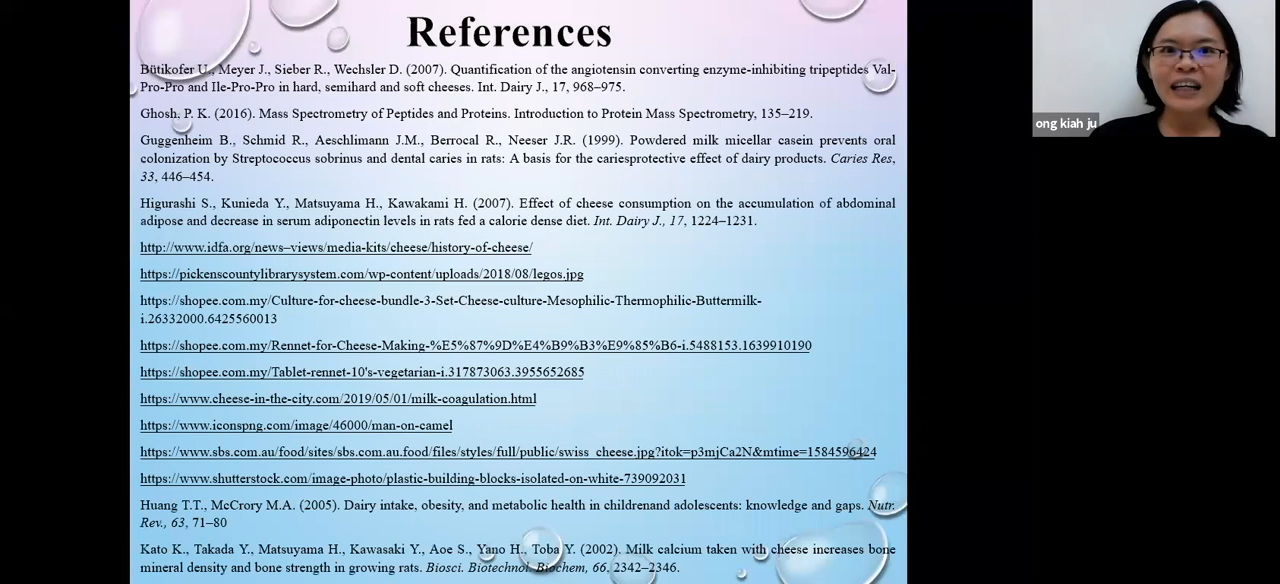 References
Bütikofer U., Meyer J., Sieber R., Wechsler D. (2007). Quantification of the angiotensin converting enzyme-inhibiting tripeptides Val-
Pro-Pro and Ile-Pro-Pro in hard, semihard and soft cheeses. Int. Dairy J., 17, 968–975.
Ghosh, P. K. (2016). Mass Spectrometry of Peptides and Proteins. Introduction to Protein Mass Spectrometry, 135–219.
Guggenheim B., Schmid R., Aeschlimann J.M., Berrocal R., Neeser J.R. (1999). Powdered milk micellar casein prevents oral
colonization by Streptococcus sobrinus and dental caries in rats: A basis for the cariesprotective effect of dairy products. Caries Res,
33, 446–454.
Higurashi S., Kunieda Y., Matsuyama H., Kawakami H. (2007). Effect of cheese consumption on the accumulation of abdominal
adipose and decrease in serum adiponectin levels in rats fed a calorie dense diet. Int. Dairy J., 17, 1224–1231.
http://www.idfa.org/news–views/media-kits/cheese/history-of-cheese/
https://pickenscountylibrarysystem.com/wp-content/uploads/2018/08/legos.jpg
https://shopee.com.my/Culture-for-cheese-bundle-3-Set-Cheese-culture-Mesophilic-Thermophilic-Buttermilk-
i.26332000.6425560013
https://shopee.com.my/Rennet-for-Cheese-Making-%E5%87%9D%E4%B9%B3%E9%85%B6-i.5488153.1639910190
https://shopee.com.my/Tablet-rennet-10's-vegetarian-i.317873063.3955652685
https://www.cheese-in-the-city.com/2019/05/01/milk-coagulation.html
https://www.iconspng.com/image/46000/man-on-camel
https://www.sbs.com.au/food/sites/sbs.com.au.food/files/styles/full/public/swiss_cheese.jpg?itok=p3mjCa2N&mtime=1584596424
https://www.shutterstock.com/image-photo/plastic-building-blocks-isolated-on-white-739092031
Huang T.T., McCrory M.A. (2005). Dairy intake, obesity, and metabolic health in childrenand adolescents: knowledge and gaps. Nutr.
Rev., 63, 71–80
Kato K., Takada Y., Matsuyama H., Kawasaki Y., Aoe S., Yano H., Toba Y. (2002). Milk calcium taken with cheese increases bone
mineral density and bone strength in growing rats. Biosci. Biotechnol. Biochem, 66, 2342–2346.
ong kiah ju